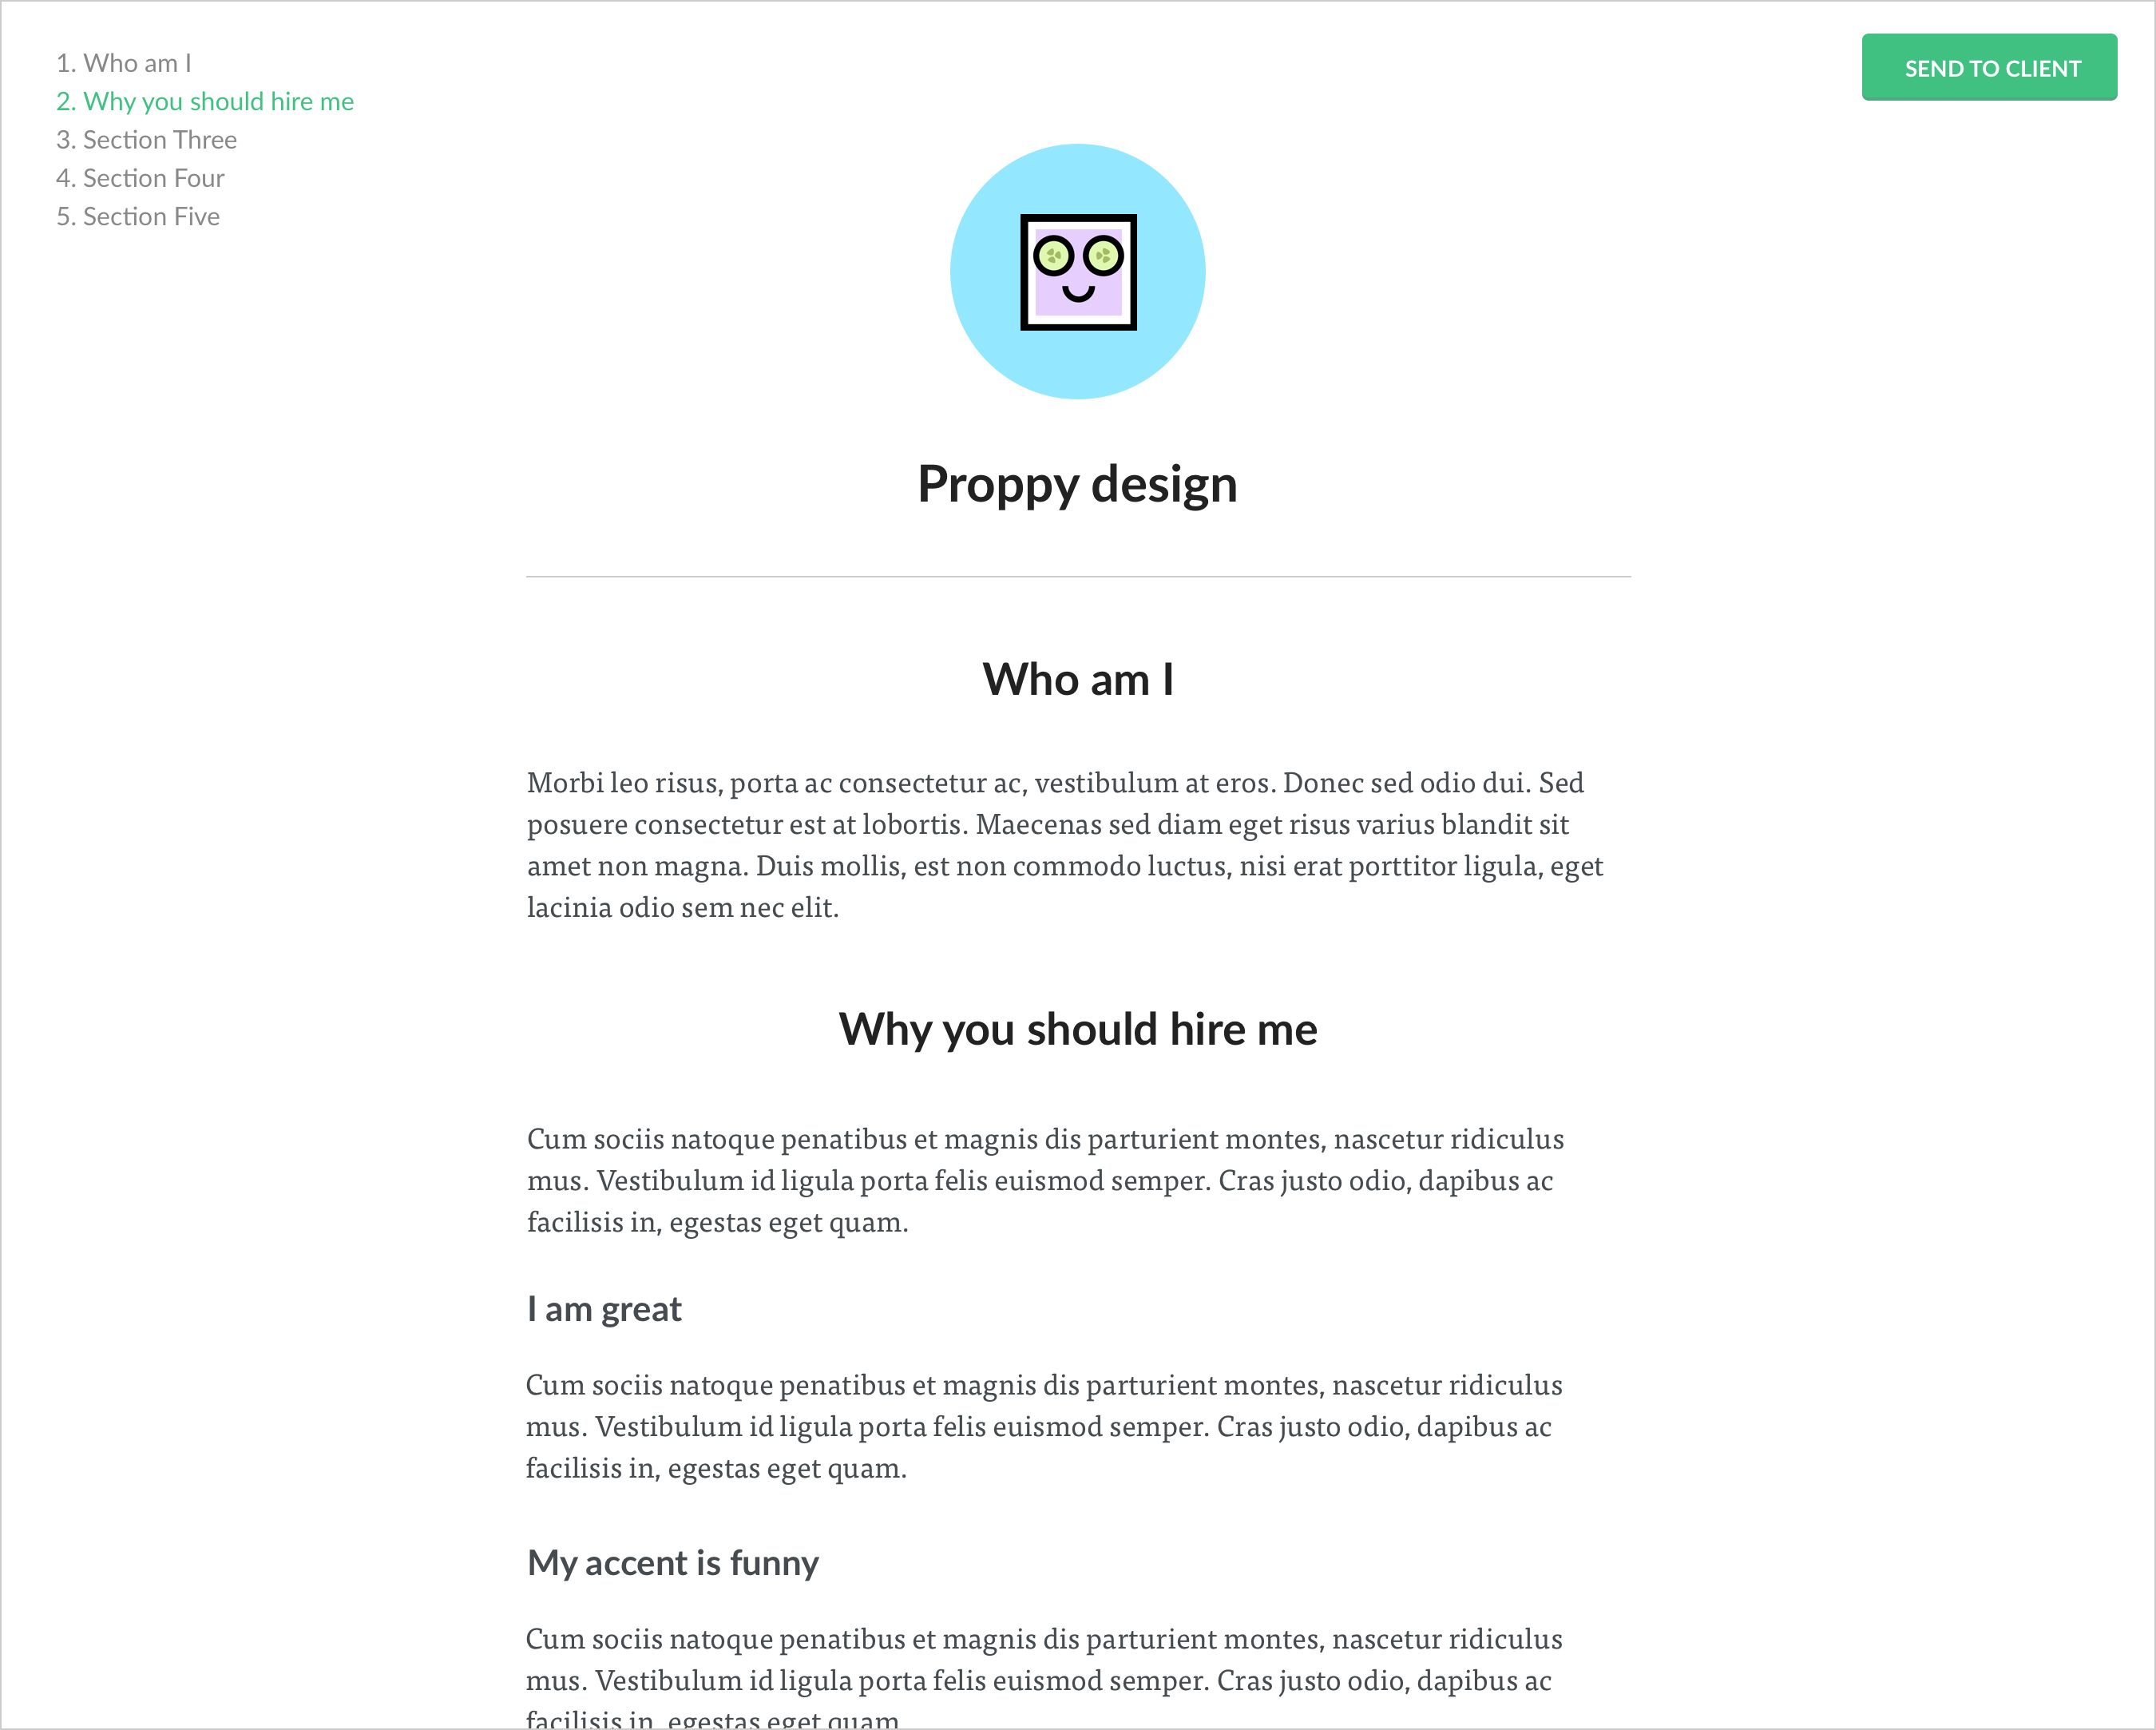 1. Who am I
2. Why you should hire me
3. Section Three
4. Section Four
5. Section Five
SEND TO CLIENT
Proppy design
Who am I
Morbi leo risus, porta ac consectetur ac, vestibulum at eros. Donec sed odio dui. Sed
posuere consectetur est at lobortis. Maecenas sed diam eget risus varius blandit sit
amet non magna. Duis mollis, est non commodo luctus, nisi erat porttitor ligula, eget
lacinia odio sem nec elit.
Why you should hire me
Cum sociis natoque penatibus et magnis dis parturient montes, nascetur ridiculus
mus. Vestibulum id ligula porta felis euismod semper. Cras justo odio, dapibus ac
facilisis in, egestas eget quam.
I am great
Cum sociis natoque penatibus et magnis dis parturient montes, nascetur ridiculus
mus. Vestibulum id ligula porta felis euismod semper. Cras justo odio, dapibus ac
facilisis in, egestas eget quam.
My accent is funny
Cum sociis natoque penatibus et magnis dis parturient montes, nascetur ridiculus
mus. Vestibulum id ligula porta felis euismod semper. Cras justo odio, dapibus ac
facilisis in, egestas eget quam